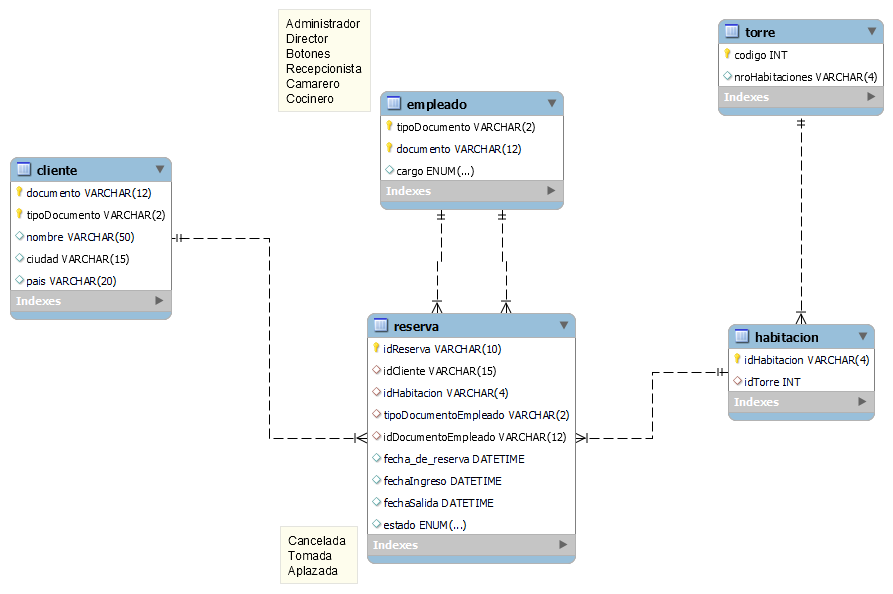 Administrador
Director
Botones
Recepcionista
Camarero
Cocinero
torre
codigo INT
nroHabitaciones VARCHAR(4)
Indexes
empleado
tipoDocumento VARCHAR(2)
documento VARCHAR(12)
cargo ENUM(...)
Indexes
cliente
documento VARCHAR(12)
tipoDocumento VARCHAR(2)
nombre VARCHAR(50)
ciudad VARCHAR(15)
pais VARCHAR(20)
Indexes
reserva
idReserva VARCHAR(10)
idCliente VARCHAR(15)
idHabitacion VARCHAR(4)
tipoDocumentoEmpleado VARCHAR(2)
idDocumentoEmpleado VARCHAR(12)
fecha_de_reserva DATETIME
fechaIngreso DATETIME
fechaSalida DATETIME
estado ENUM(...)
Indexes
habitacion
idHabitacion VARCHAR(4)
idTorre INT
Indexes
Cancelada
Tomada
Aplazada